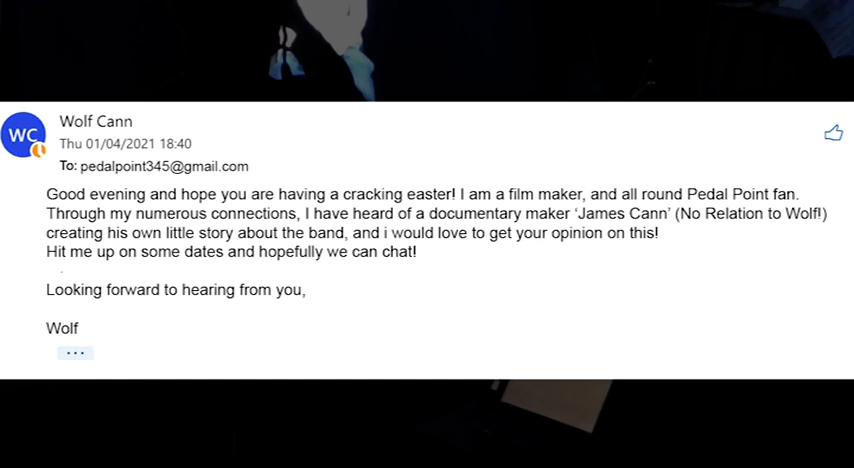 WC
Wolf Cann
Thu 01/04/2021 18:40
To: pedalpoint345@gmail.com
Good evening and hope you are having a cracking easter! I am a film maker, and all round Pedal Point fan.
Through my numerous connections, I have heard of a documentary maker ‘James Cann’ (No Relation to Wolf!)
creating his own little story about the band, and i would love to get your opinion on this!
Hit me up on some dates and hopefully we can chat!
Looking forward to hearing from you,
Wolf
...